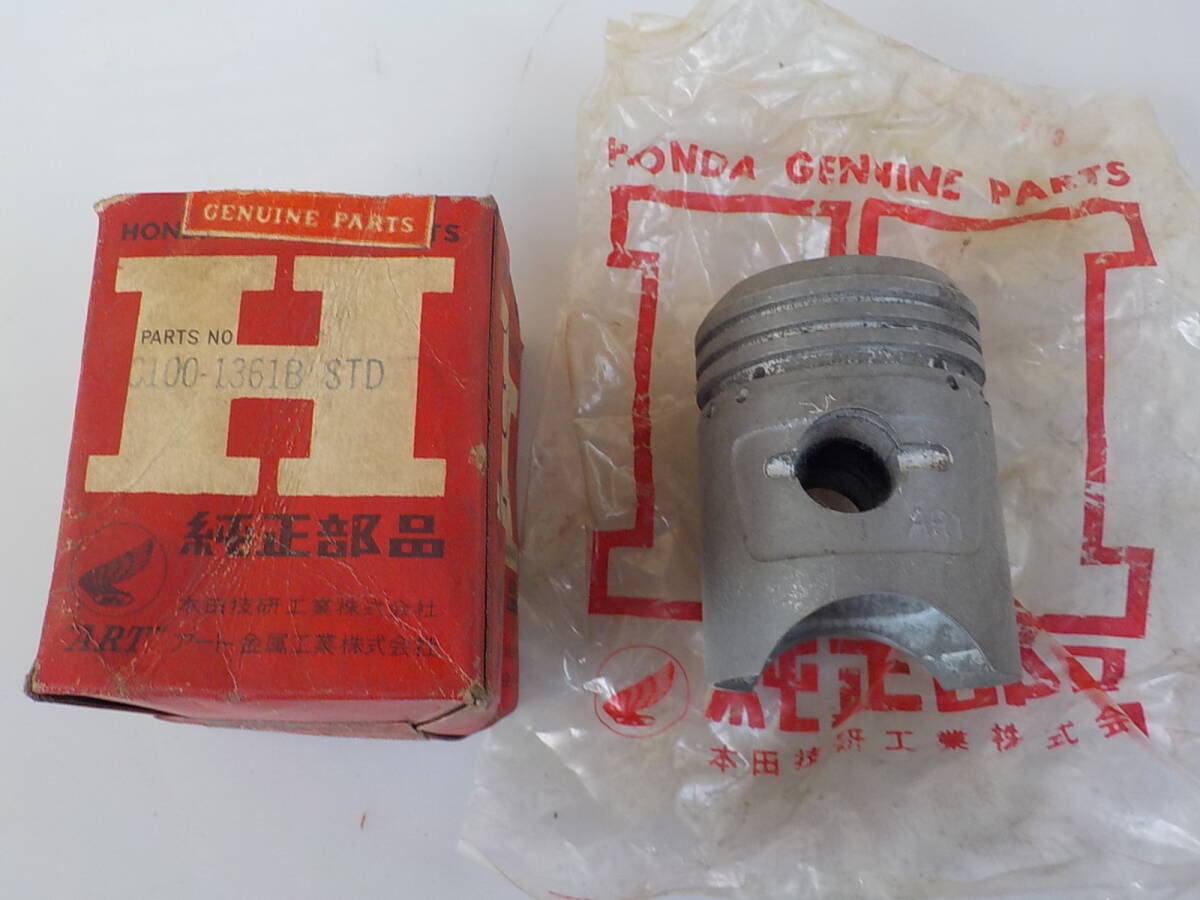 GENUINE PARTS
HON TS
H
PARTS NO
C100-1361B STD
純正部品
本田技研工業株式会社
"ART" アート金属工業株式会社
HONDA GENUINE PARTS
ART
純正部品
本田技研工業株式会